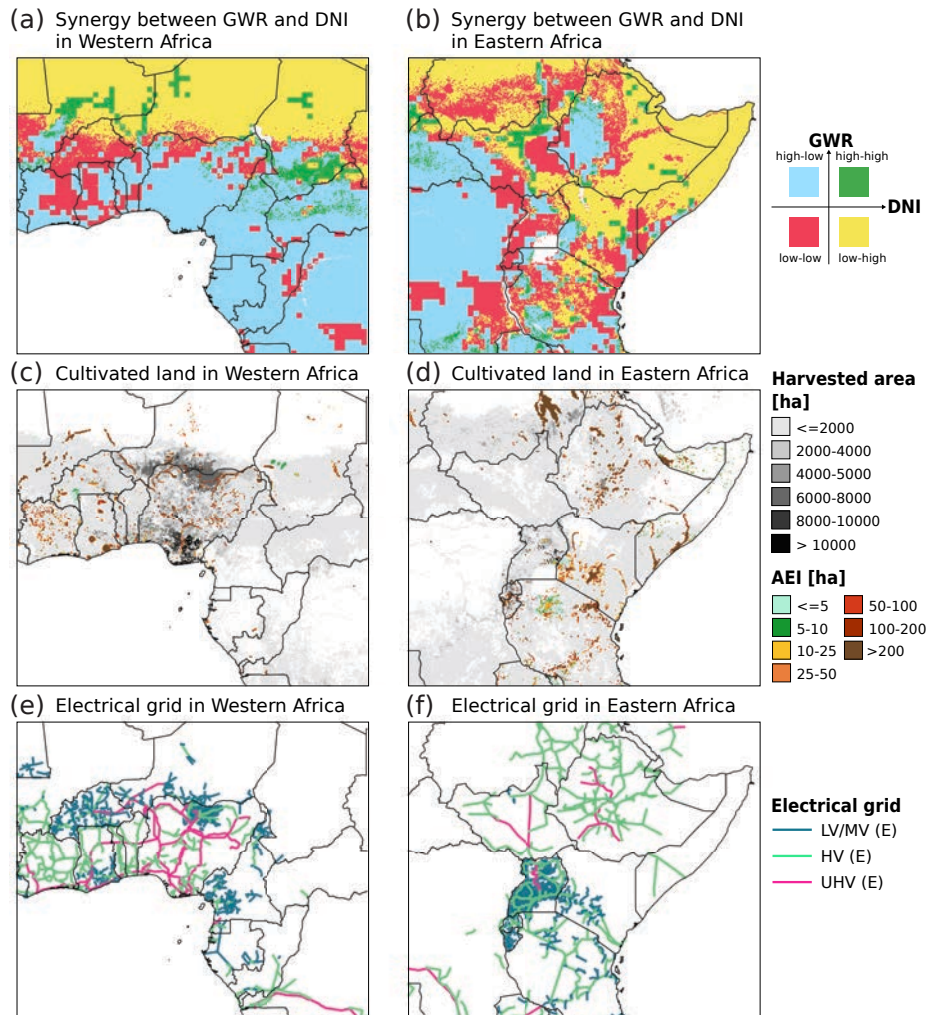 (a) Synergy between GWR and DNI
in Western Africa
(b) Synergy between GWR and DNI
in Eastern Africa
GWR
high-low high-high
DNI
low-low low-high
(c) Cultivated land in Western Africa
(d) Cultivated land in Eastern Africa
Harvested area
[ha]
<=2000
2000-4000
4000-5000
6000-8000
8000-10000
> 10000
AEI [ha]
<=5
5-10
10-25
25-50
50-100
100-200
>200
(e) Electrical grid in Western Africa
(f) Electrical grid in Eastern Africa
Electrical grid
LV/MV (E)
HV (E)
UHV (E)